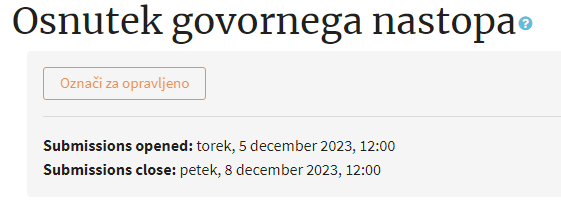 Osnutek govornega nastopa
Označi za opravljeno
Submissions opened: torek, 5 december 2023, 12:00
Submissions close: petek, 8 december 2023, 12:00